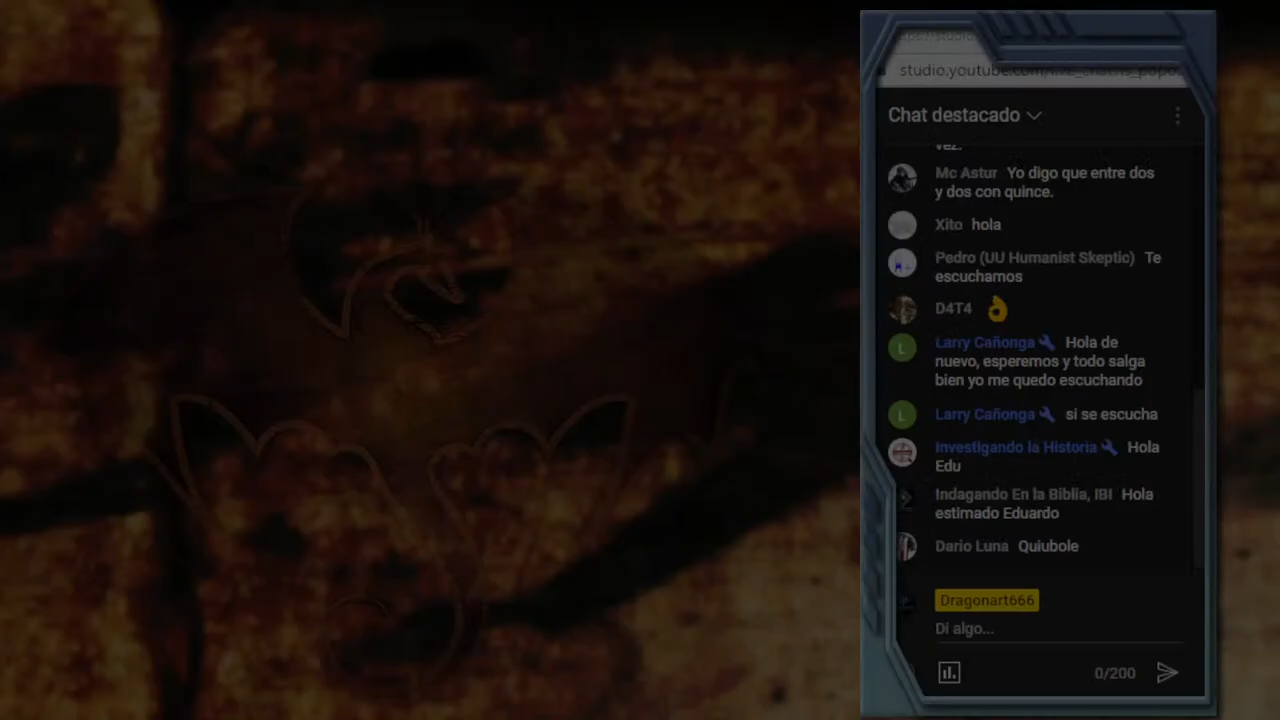 Chat destacado
vez.
Mc Astur Yo digo que entre dos
y dos con quince.
Xito hola
Pedro (UU Humanist Skeptic) Te
escuchamos
D4T4 👌
Larry Cañonga Hola de
nuevo, esperemos y todo salga
bien yo me quedo escuchando
Larry Cañonga si se escucha
Investigando la Historia Hola
Edu
Indagando En la Biblia, IBI Hola
estimado Eduardo
Dario Luna Quiubole
Dragonart666
Di algo...
0/200